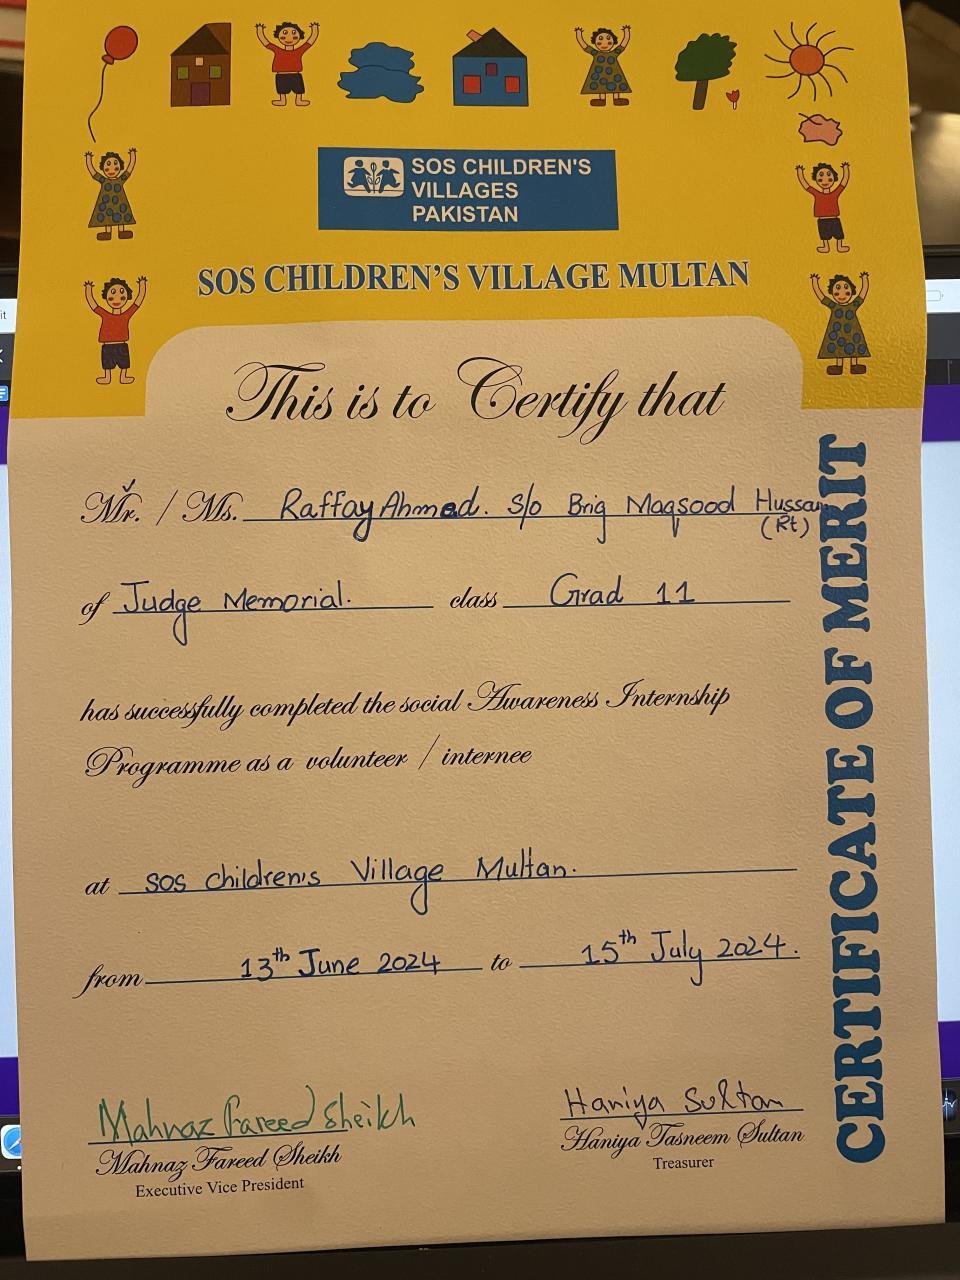 SOS CHILDREN'S
VILLAGES
PAKISTAN
SOS CHILDREN'S VILLAGE MULTAN
This is to Certify that
Mr. / Ms. Raffay Ahmed. S/o Brig Maqsood Hussain
(Rt)
of Judge Memorial. class Grad 11
has successfully completed the social Awareness Internship
Programme as a volunteer / internee
at sos children's Village Multan.
from 13th June 2024 to 15th July 2024.
Mahnaz Fareed Sheikh
Mahnaz Fareed Sheikh
Executive Vice President
Haniya Sultan
Haniya Tasneem Sultan
Treasurer
CERTIFICATE OF MERIT